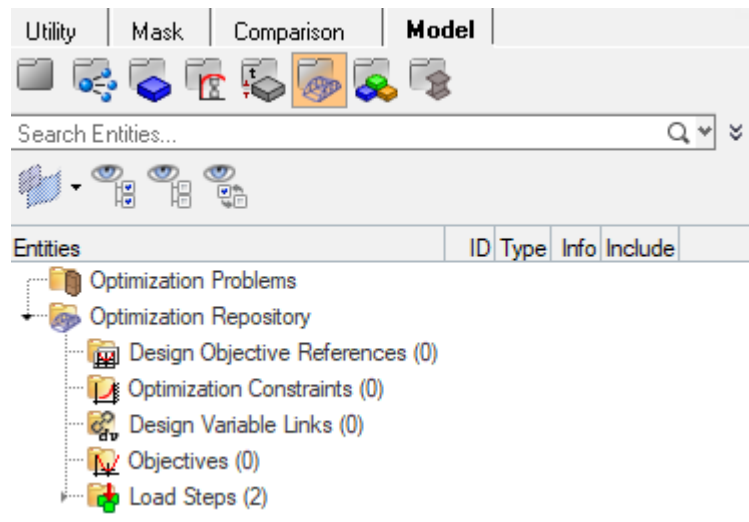 Utility Mask Comparison Model
Search Entities...
Entities ID Type Info Include
Optimization Problems
Optimization Repository
Design Objective References (0)
Optimization Constraints (0)
Design Variable Links (0)
Objectives (0)
Load Steps (2)